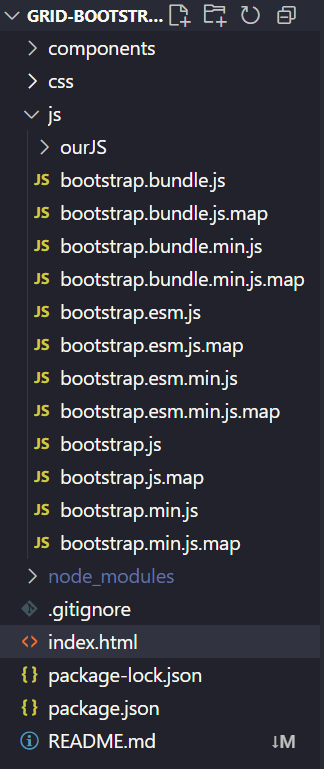 GRID-BOOTSTR...
components
css
js
ourJS
JS bootstrap.bundle.js
JS bootstrap.bundle.js.map
JS bootstrap.bundle.min.js
JS bootstrap.bundle.min.js.map
JS bootstrap.esm.js
JS bootstrap.esm.js.map
JS bootstrap.esm.min.js
JS bootstrap.esm.min.js.map
JS bootstrap.js
JS bootstrap.js.map
JS bootstrap.min.js
JS bootstrap.min.js.map
node_modules
.gitignore
<> index.html
{} package-lock.json
{} package.json
README.md ↓M